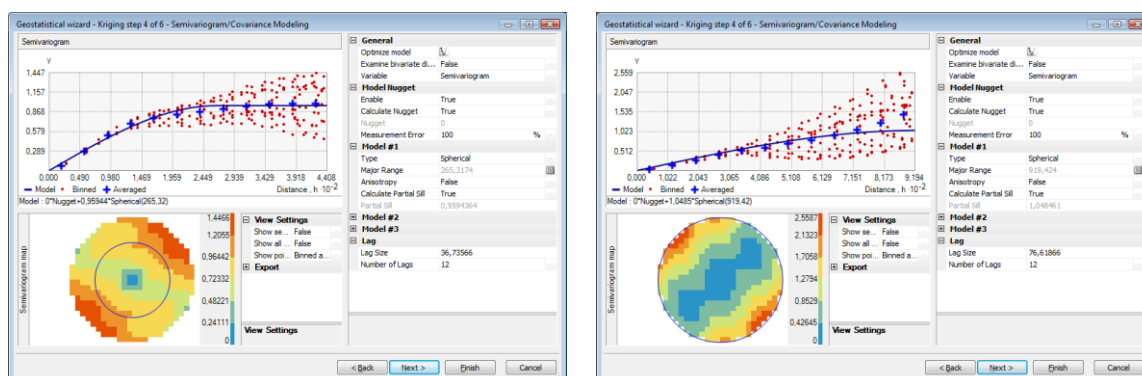 Geostatistical wizard - Kriging step 4 of 6 - Semivariogram/Covariance Modeling
Semivariogram
Y
1,447
1,157
0,868
0,579
0,289
0,000 0,490 0,980 1,469 1,959 2,449 2,939 3,429 3,918 4,408
Distance , h ·10⁻²
Model Binned Averaged
Model : 0*Nugget+0,95944*Spherical(265,32)
Semivariogram map
1,4466
1,2055
0,96442
0,72332
0,48221
0,24111
0
View Settings
Show se... False
Show all ... False
Show poi... Binned a...
Export
View Settings
General
Optimize model
Examine bivariate di... False
Variable Semivariogram
Model Nugget
Enable True
Calculate Nugget True
Nugget 0
Measurement Error 100 %
Model #1
Type Spherical
Major Range 265,3174
Anisotropy False
Calculate Partial Sill True
Partial Sill 0,9594364
Model #2
Model #3
Lag
Lag Size 36,73566
Number of Lags 12
< Back Next > Finish Cancel
Geostatistical wizard - Kriging step 4 of 6 - Semivariogram/Covariance Modeling
Semivariogram
Y
2,559
2,047
1,535
1,023
0,512
0,000 1,022 2,043 3,065 4,086 5,108 6,130 7,151 8,173 9,194
Distance , h ·10⁻²
Model Binned Averaged
Model : 0*Nugget+1,0485*Spherical(919,42)
Semivariogram map
2,5587
2,1323
1,7058
1,2794
0,8529
0,42645
0
View Settings
Show se... False
Show all ... False
Show poi... Binned a...
Export
View Settings
General
Optimize model
Examine bivariate di... False
Variable Semivariogram
Model Nugget
Enable True
Calculate Nugget True
Nugget 0
Measurement Error 100 %
Model #1
Type Spherical
Major Range 919,424
Anisotropy False
Calculate Partial Sill True
Partial Sill 1,048461
Model #2
Model #3
Lag
Lag Size 76,61866
Number of Lags 12
< Back Next > Finish Cancel